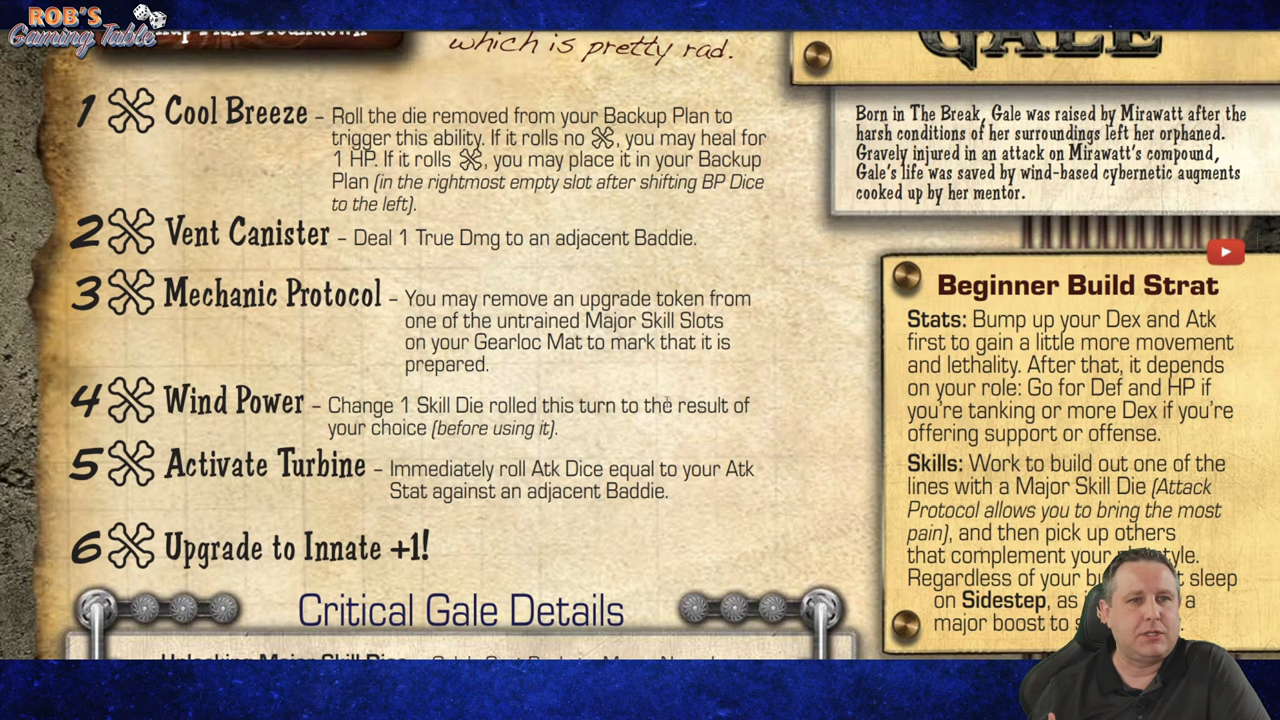 ROB'S
Gaming Table
which is pretty rad.
GALE
1 Cool Breeze – Roll the die removed from your Backup Plan to
trigger this ability. If it rolls no , you may heal for
1 HP. If it rolls , you may place it in your Backup
Plan (in the rightmost empty slot after shifting BP Dice
to the left).
2 Vent Canister – Deal 1 True Dmg to an adjacent Baddie.
3 Mechanic Protocol – You may remove an upgrade token from
one of the untrained Major Skill Slots
on your Gearloc Mat to mark that it is
prepared.
4 Wind Power – Change 1 Skill Die rolled this turn to the result of
your choice (before using it).
5 Activate Turbine – Immediately roll Atk Dice equal to your Atk
Stat against an adjacent Baddie.
6 Upgrade to Innate +1!
Critical Gale Details
Born in The Break, Gale was raised by Mirawatt after the
harsh conditions of her surroundings left her orphaned.
Gravely injured in an attack on Mirawatt's compound,
Gale's life was saved by wind-based cybernetic augments
cooked up by her mentor.
Beginner Build Strat
Stats: Bump up your Dex and Atk
first to gain a little more movement
and lethality. After that, it depends
on your role: Go for Def and HP if
you're tanking or more Dex if you're
offering support or offense.
Skills: Work to build out one of the
lines with a Major Skill Die (Attack
Protocol allows you to bring the most
pain), and then pick up others
that complement your
Regardless of your sleep
on Sidestep, as a
major boost to